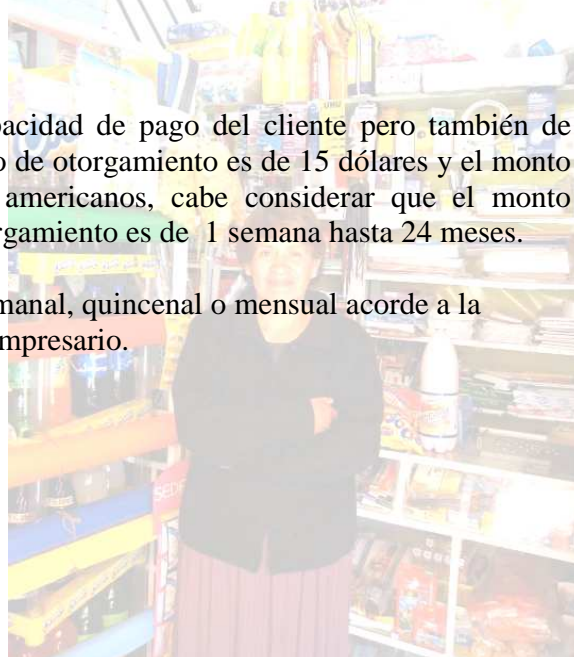 pacidad de pago del cliente pero también de
o de otorgamiento es de 15 dólares y el monto
americanos, cabe considerar que el monto
rgamiento es de 1 semana hasta 24 meses.
manal, quincenal o mensual acorde a la
mpresario.